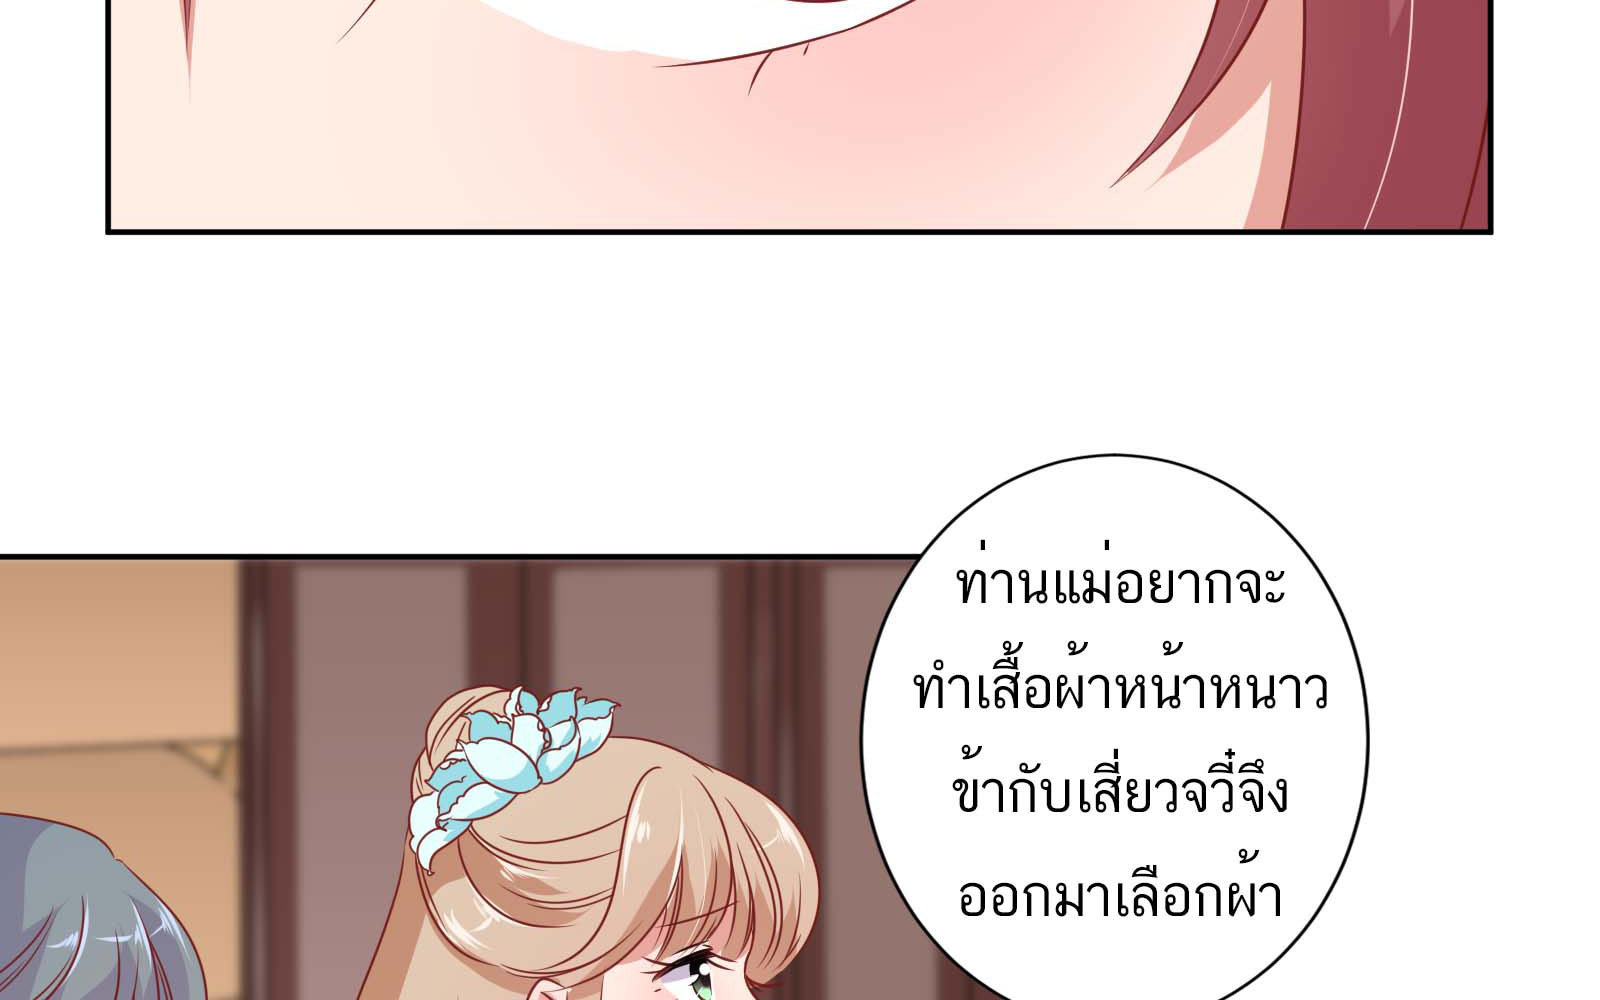 ท่านแม่อยากจะ
ทำเสื้อผ้าหน้าหนาว
ข้ากับเสี่ยวจวี๋จึง
ออกมาเลือกผ้า